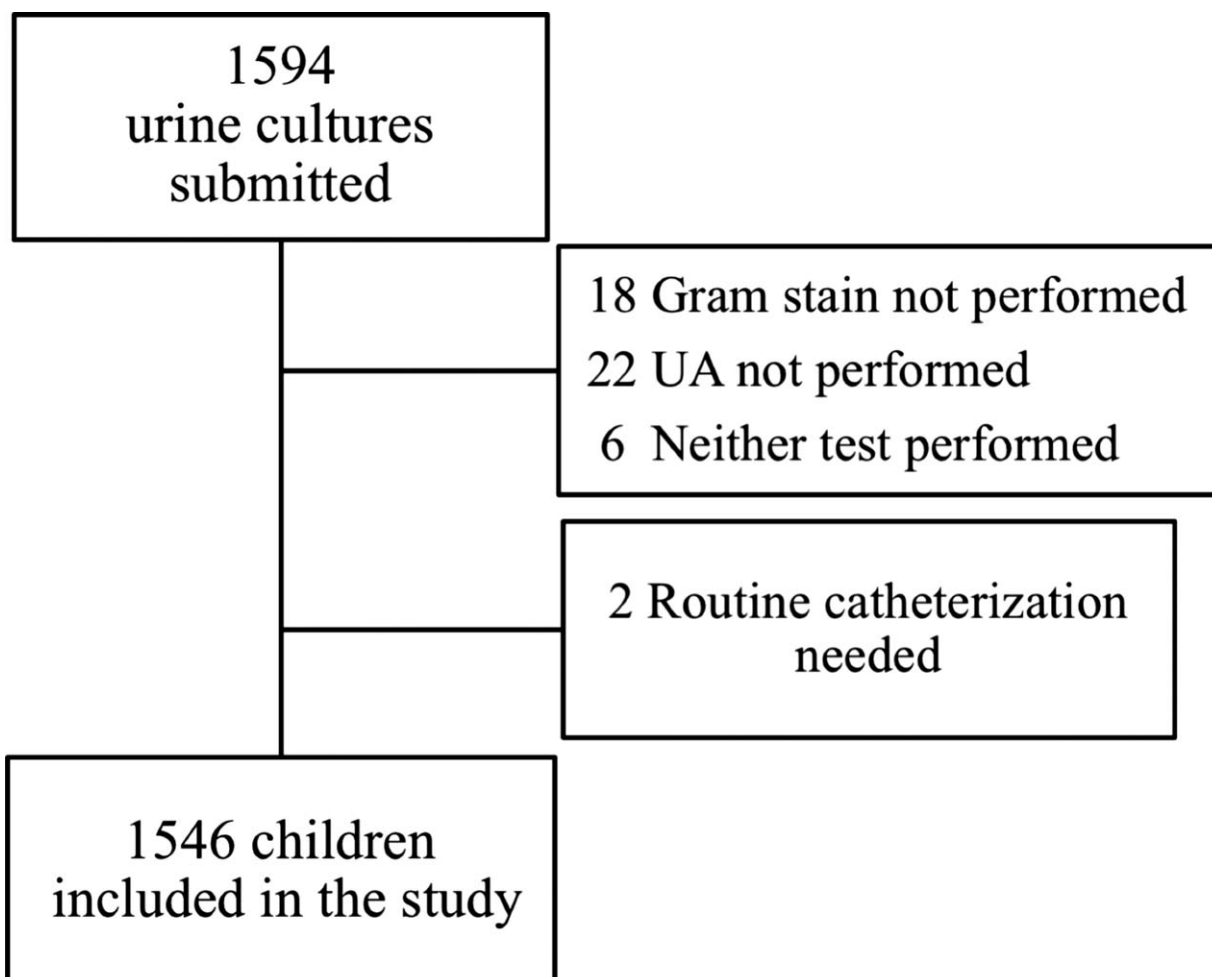 1594
urine cultures
submitted
18 Gram stain not performed
22 UA not performed
6 Neither test performed
2 Routine catheterization
needed
1546 children
included in the study